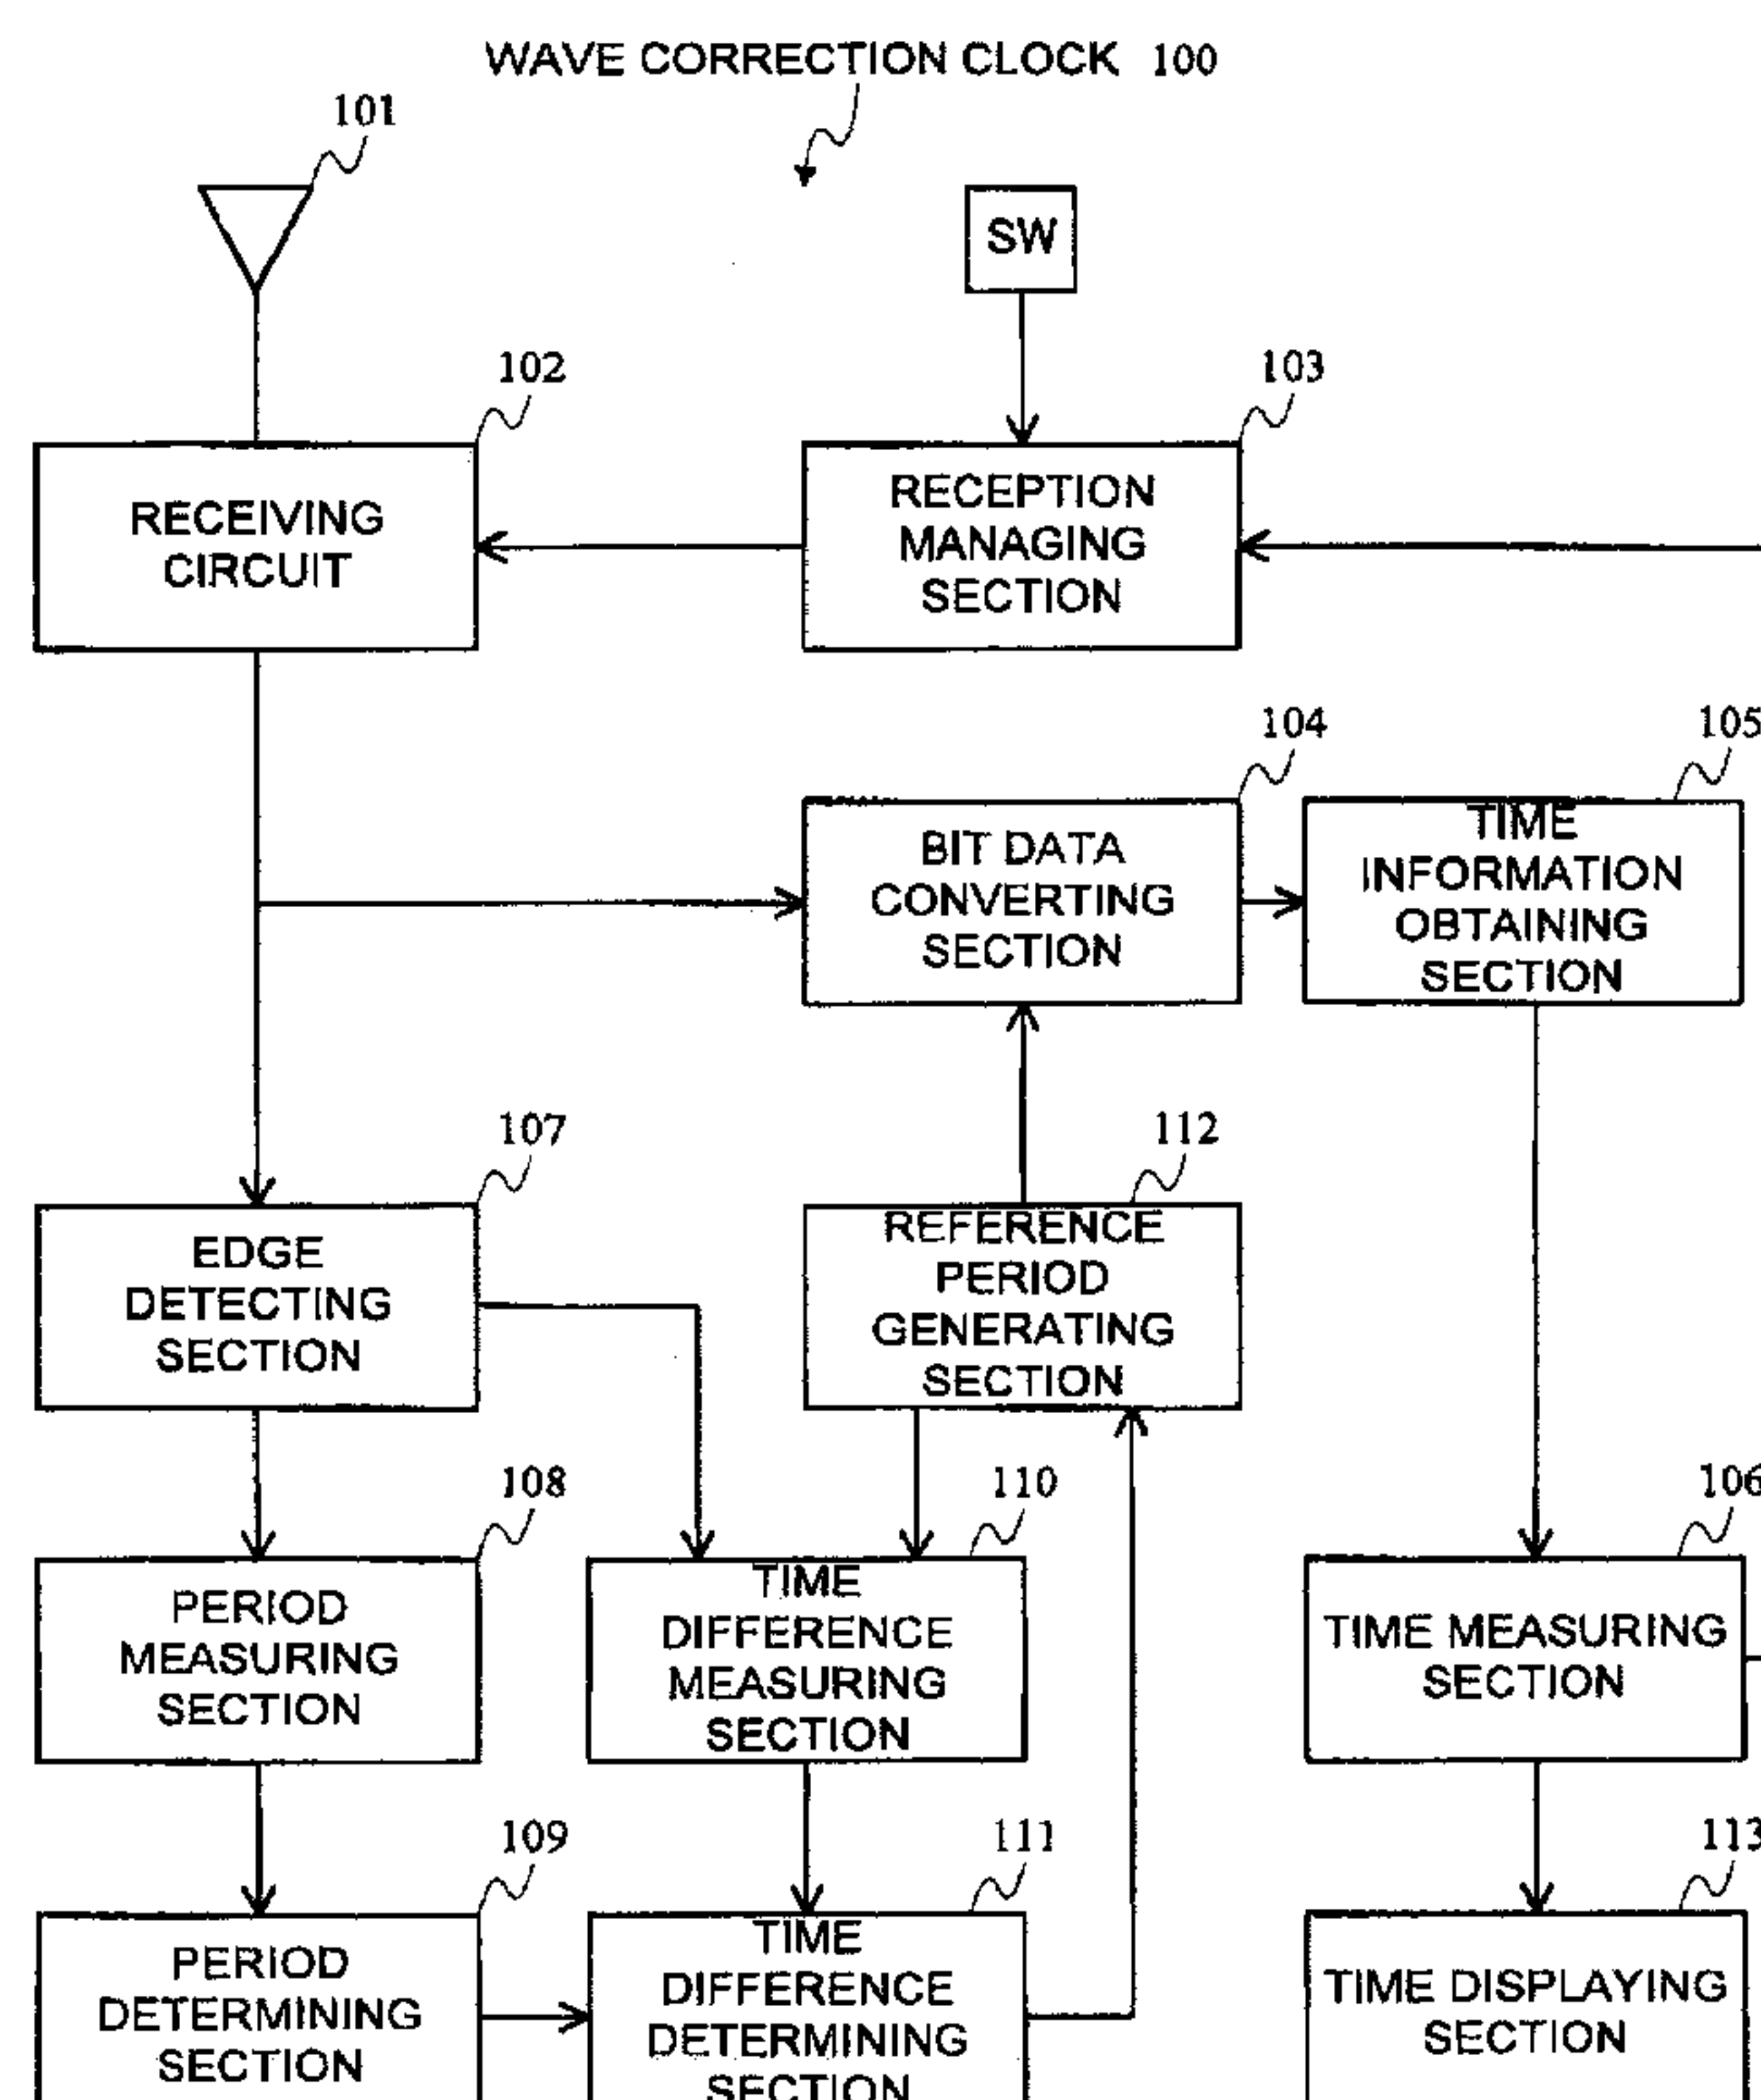 WAVE CORRECTION CLOCK 100
101
SW
102
103
RECEIVING
CIRCUIT
RECEPTION
MANAGING
SECTION
104
105
BIT DATA
CONVERTING
SECTION
TIME
INFORMATION
OBTAINING
SECTION
107
112
EDGE
DETECTING
SECTION
REFERENCE
PERIOD
GENERATING
SECTION
108
110
106
PERIOD
MEASURING
SECTION
TIME
DIFFERENCE
MEASURING
SECTION
TIME MEASURING
SECTION
109
111
113
PERIOD
DETERMINING
SECTION
TIME
DIFFERENCE
DETERMINING
SECTION
TIME DISPLAYING
SECTION